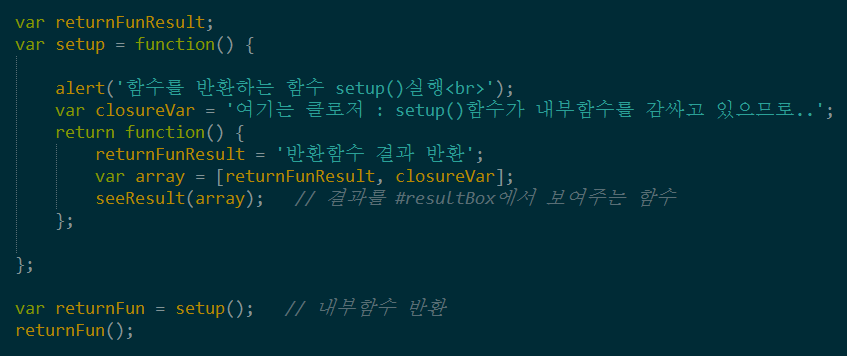 var returnFunResult;
var setup = function() {
alert('함수를 반환하는 함수 setup()실행<br>');
var closureVar = '여기는 클로저 : setup()함수가 내부함수를 감싸고 있으므로..';
return function() {
returnFunResult = '반환함수 결과 반환';
var array = [returnFunResult, closureVar];
seeResult(array);   // 결과를 #resultBox에서 보여주는 함수
};
};
var returnFun = setup();   // 내부함수 반환
returnFun();